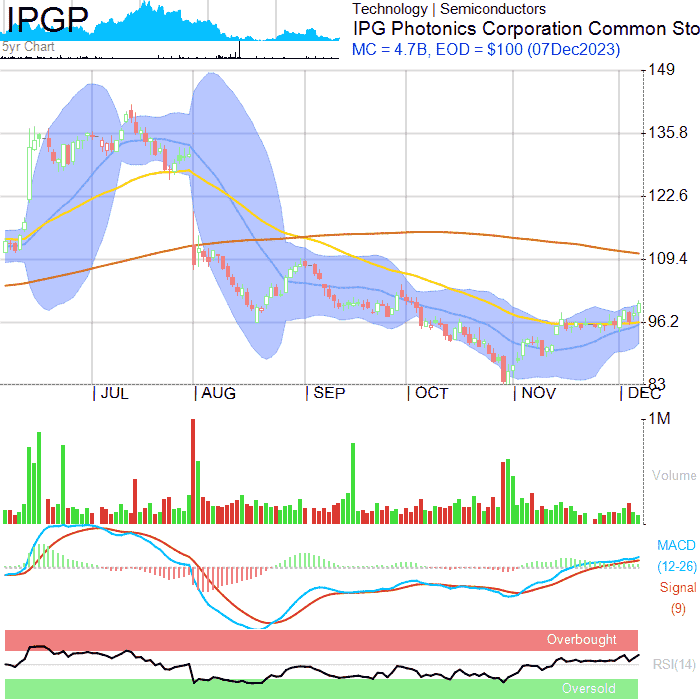 IPGP
5yr Chart
Technology | Semiconductors
IPG Photonics Corporation Common Sto
MC = 4.7B, EOD = $100 (07Dec2023)
149
135.8
122.6
109.4
96.2
83
JUL AUG SEP OCT NOV DEC
1M
Volume
MACD
(12-26)
Signal
(9)
Overbought
RSI(14)
Oversold